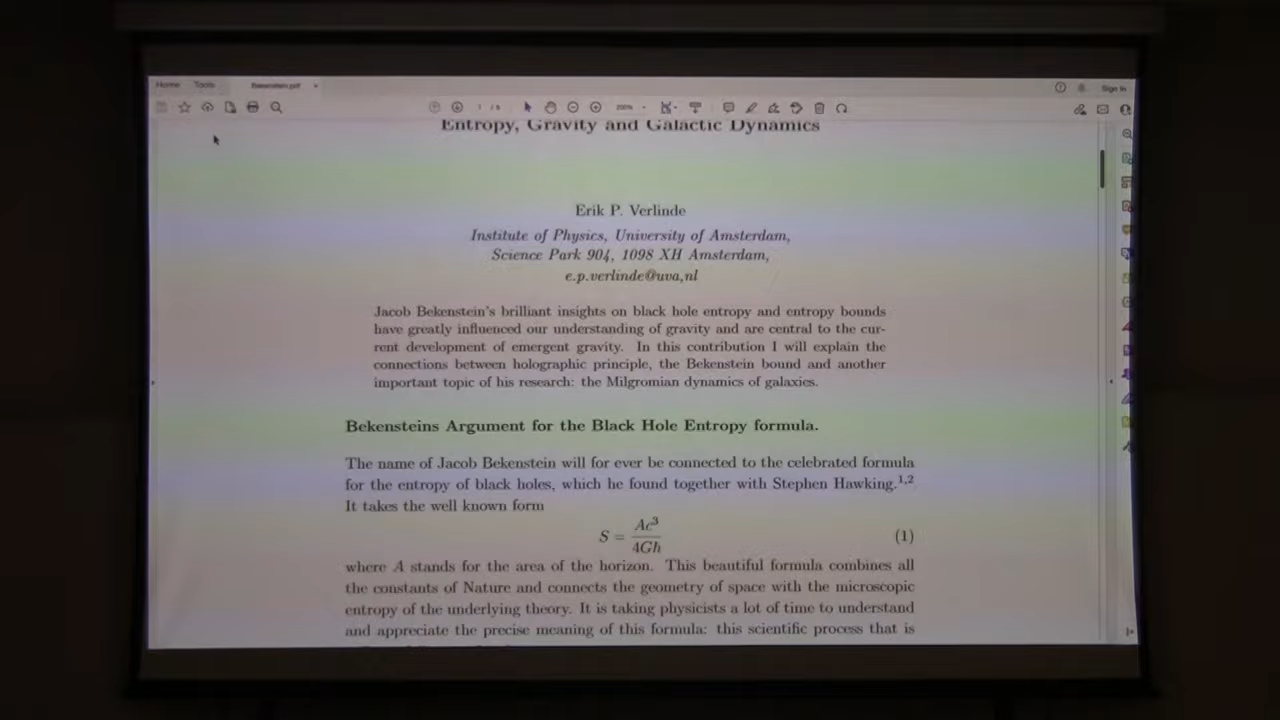 Home Tools Bekenstein.pdf
Sign In
1 / 8 200%
Entropy, Gravity and Galactic Dynamics
Erik P. Verlinde
Institute of Physics, University of Amsterdam,
Science Park 904, 1098 XH Amsterdam,
e.p.verlinde@uva,nl
Jacob Bekenstein's brilliant insights on black hole entropy and entropy bounds
have greatly influenced our understanding of gravity and are central to the cur-
rent development of emergent gravity. In this contribution I will explain the
connections between holographic principle, the Bekenstein bound and another
important topic of his research: the Milgromian dynamics of galaxies.
Bekensteins Argument for the Black Hole Entropy formula.
The name of Jacob Bekenstein will for ever be connected to the celebrated formula
for the entropy of black holes, which he found together with Stephen Hawking.1,2
It takes the well known form
S = Ac³/4Għ (1)
where A stands for the area of the horizon. This beautiful formula combines all
the constants of Nature and connects the geometry of space with the microscopic
entropy of the underlying theory. It is taking physicists a lot of time to understand
and appreciate the precise meaning of this formula: this scientific process that is